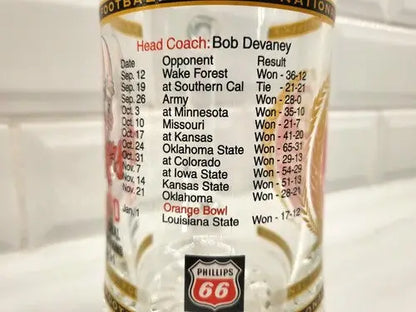 FOOTBALL
NATION
Head Coach: Bob Devaney
Date Opponent Result
Sep. 12 Wake Forest Won - 36-12
Sep. 19 at Southern Cal Tie - 21-21
Sep. 26 Army Won - 28-0
Oct. 3 at Minnesota Won - 35-10
Oct. 10 Missouri Won - 21-7
Oct. 17 at Kansas Won - 41-20
Oct. 24 Oklahoma State Won - 65-31
Oct. 31 at Colorado Won - 29-13
Nov. 7 at Iowa State Won - 54-29
Nov. 14 Kansas State Won - 51-13
Nov. 21 Oklahoma Won - 28-21
Orange Bowl
Jan. 1 Louisiana State Won - 17-12
PHILLIPS
66